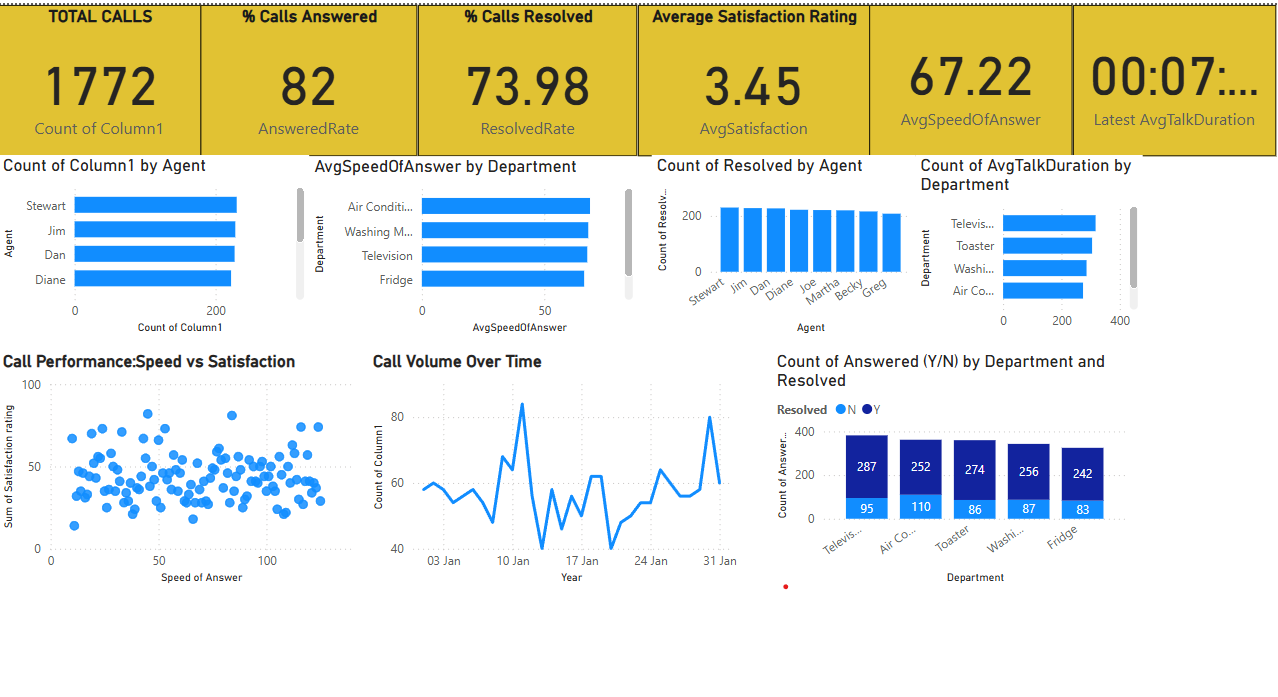 TOTAL CALLS
1772
Count of Column1
% Calls Answered
82
AnsweredRate
% Calls Resolved
73.98
ResolvedRate
Average Satisfaction Rating
3.45
AvgSatisfaction
67.22
AvgSpeedOfAnswer
00:07:...
Latest AvgTalkDuration
Count of Column1 by Agent
Agent
Stewart
Jim
Dan
Diane
0 200
Count of Column1
AvgSpeedOfAnswer by Department
Department
Air Conditi...
Washing M...
Television
Fridge
0 50
AvgSpeedOfAnswer
Count of Resolved by Agent
Count of Resolv...
200
0
Stewart Jim Dan Diane Joe Martha Becky Greg
Agent
Count of AvgTalkDuration by
Department
Department
Televis...
Toaster
Washi...
Air Co...
0 200 400
Call Performance:Speed vs Satisfaction
Sum of Satisfaction rating
100
50
0
0 50 100
Speed of Answer
Call Volume Over Time
Count of Column1
80
60
40
03 Jan 10 Jan 17 Jan 24 Jan 31 Jan
Year
Count of Answered (Y/N) by Department and
Resolved
Resolved N Y
Count of Answer...
400
200
0
287 252 274 256 242
95 110 86 87 83
Televis... Air Co... Toaster Washi... Fridge
Department